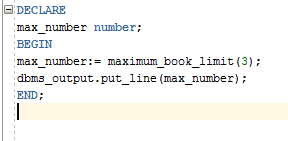 DECLARE
max_number number;
BEGIN
max_number:= maximum_book_limit(3);
dbms_output.put_line(max_number);
END;